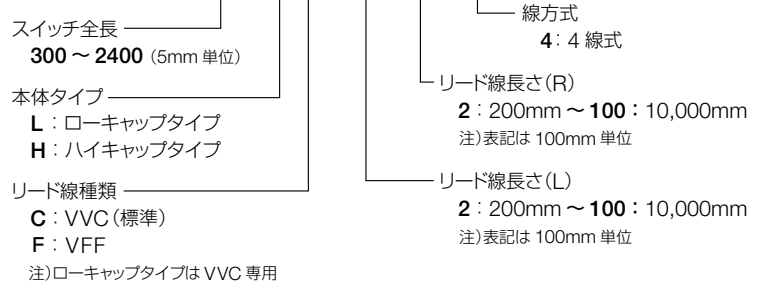 スイッチ全長
300 ～ 2400（5mm 単位）
本体タイプ
L：ローキャップタイプ
H：ハイキャップタイプ
リード線種類
C：VVC（標準）
F：VFF
注）ローキャップタイプは VVC 専用
線方式
4：4 線式
リード線長さ（R）
2：200mm ～ 100：10,000mm
注）表記は 100mm 単位
リード線長さ（L）
2：200mm ～ 100：10,000mm
注）表記は 100mm 単位